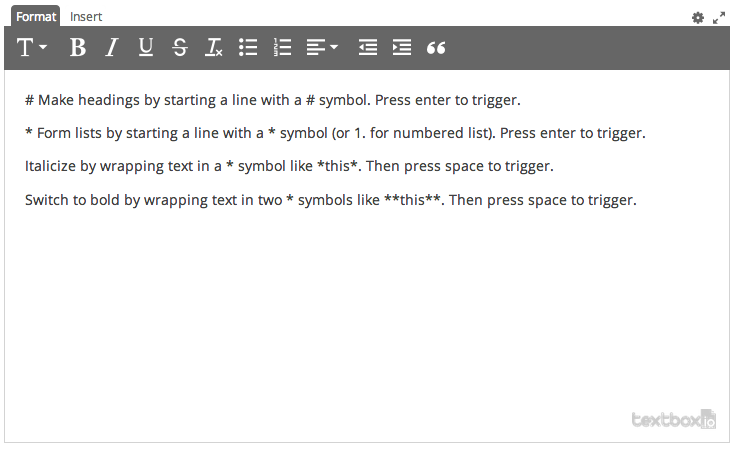 Format Insert
T B I U S Tx
# Make headings by starting a line with a # symbol. Press enter to trigger.
* Form lists by starting a line with a * symbol (or 1. for numbered list). Press enter to trigger.
Italicize by wrapping text in a * symbol like *this*. Then press space to trigger.
Switch to bold by wrapping text in two * symbols like **this**. Then press space to trigger.
textboxio